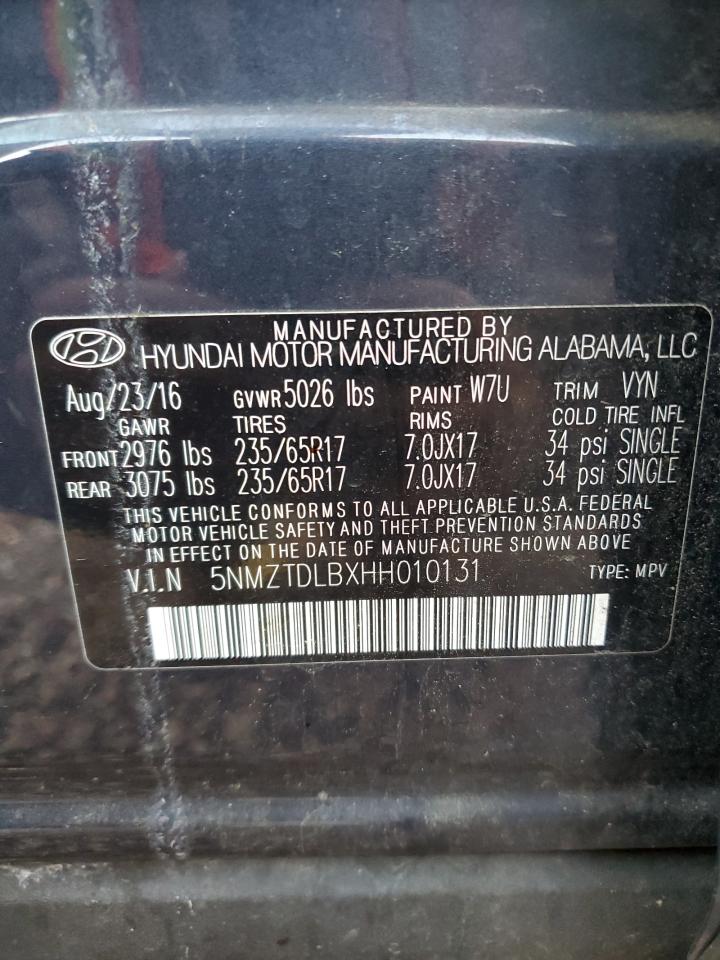 MANUFACTURED BY
HYUNDAI MOTOR MANUFACTURING ALABAMA, LLC
Aug/23/16 GVWR 5026 lbs PAINT W7U TRIM VYN
GAWR TIRES RIMS COLD TIRE INFL
FRONT 2976 lbs 235/65R17 7.0JX17 34 psi SINGLE
REAR 3075 lbs 235/65R17 7.0JX17 34 psi SINGLE
THIS VEHICLE CONFORMS TO ALL APPLICABLE U.S.A. FEDERAL
MOTOR VEHICLE SAFETY AND THEFT PREVENTION STANDARDS
IN EFFECT ON THE DATE OF MANUFACTURE SHOWN ABOVE
V.I.N 5NMZTDLBXHH010131 TYPE: MPV